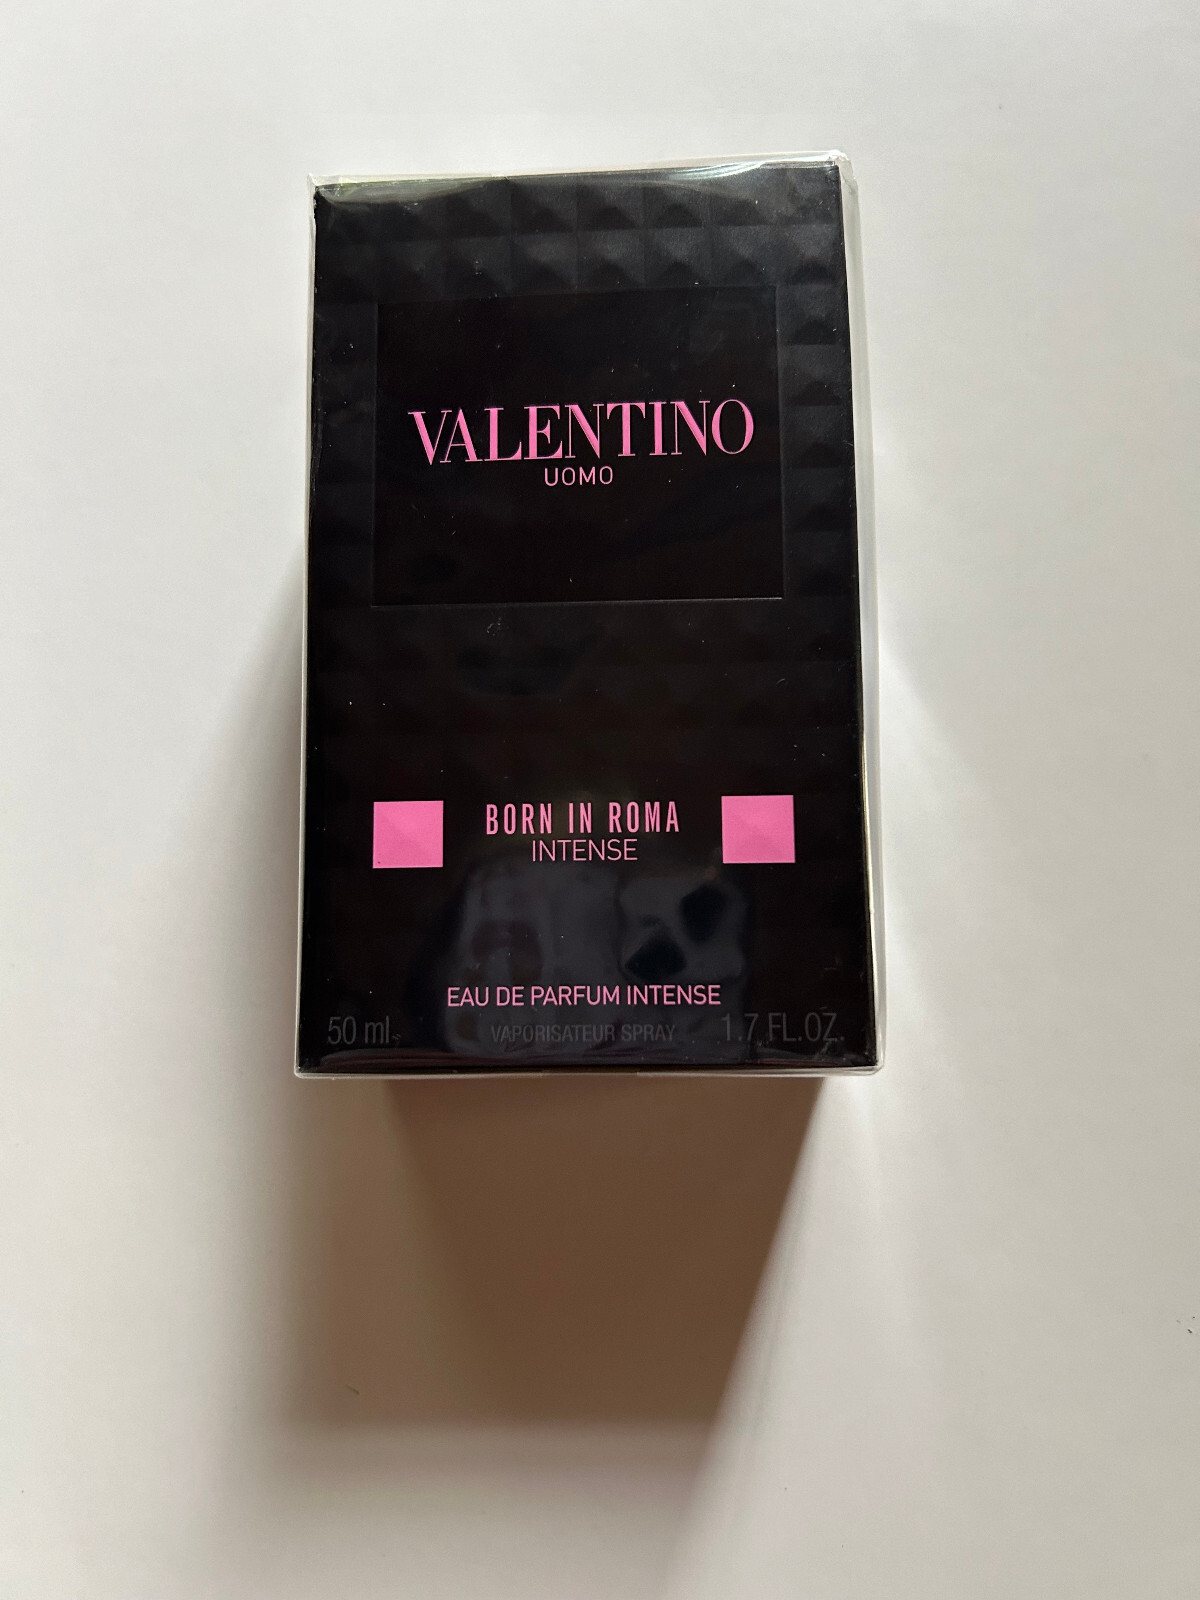 VALENTINO
UOMO
BORN IN ROMA
INTENSE
EAU DE PARFUM INTENSE
50 ml VAPORISATEUR SPRAY 1.7 FL.OZ.